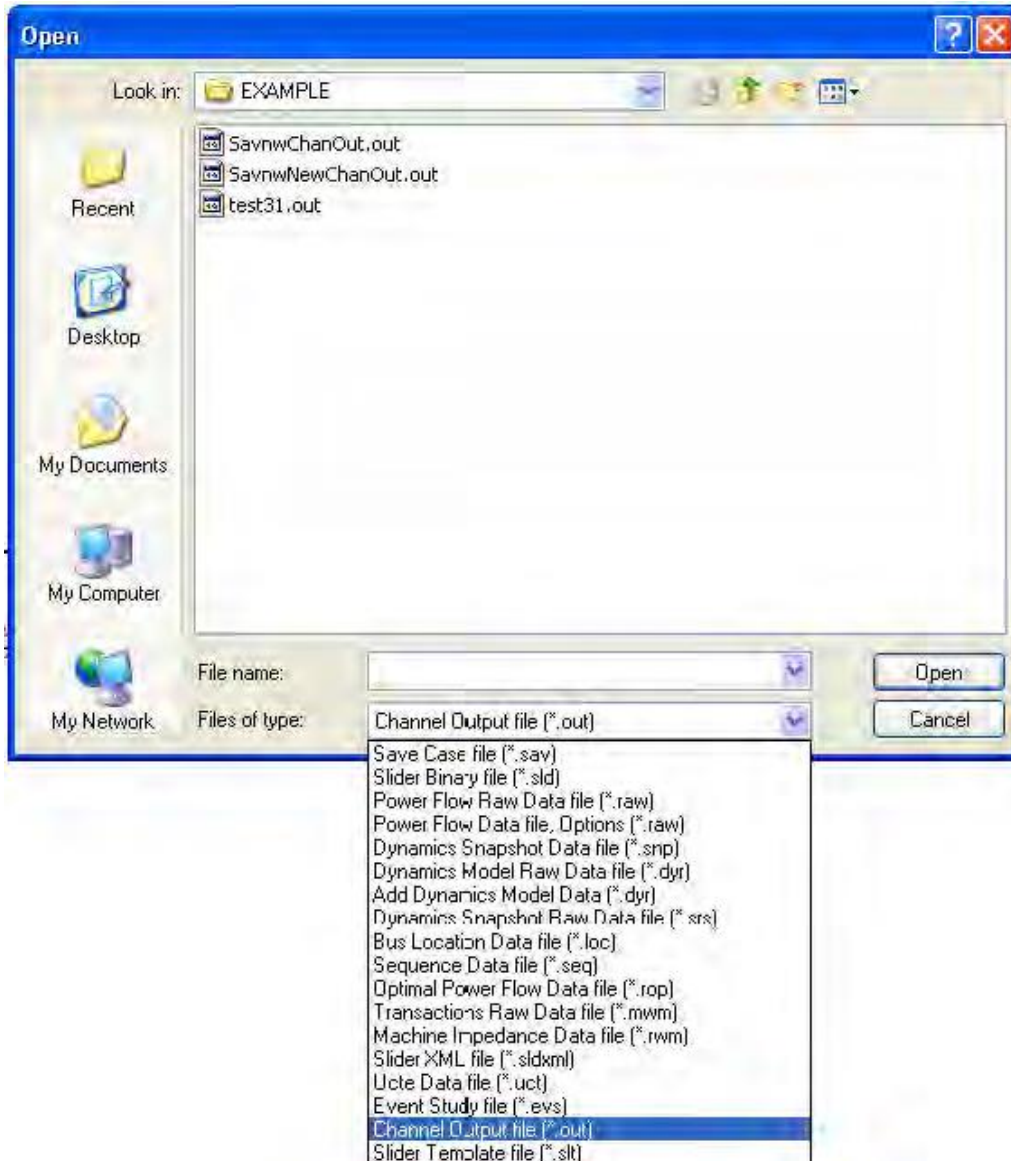 Open
Look in: EXAMPLE
SavnwChanOut.out
SavnwNewChanOut.out
test31.out
Recent
Desktop
My Documents
My Computer
My Network
File name:
Open
Files of type: Channel Output file (*.out)
Cancel
Save Case file (*.sav)
Slider Binary file (*.sld)
Power Flow Raw Data file (*.raw)
Power Flow Data file, Options (*.raw)
Dynamics Snapshot Data file (*.snp)
Dynamics Model Raw Data file (*.dyr)
Add Dynamics Model Data (*.dyr)
Dynamics Snapshot Raw Data file (*.srs)
Bus Location Data file (*.loc)
Sequence Data file (*.seq)
Optimal Power Flow Data file (*.rop)
Transactions Raw Data file (*.mwm)
Machine Impedance Data file (*.rwm)
Slider XML file (*.sldxml)
Ucte Data file (*.uct)
Event Study file (*.evs)
Channel Output file (*.out)
Slider Template file (*.slt)